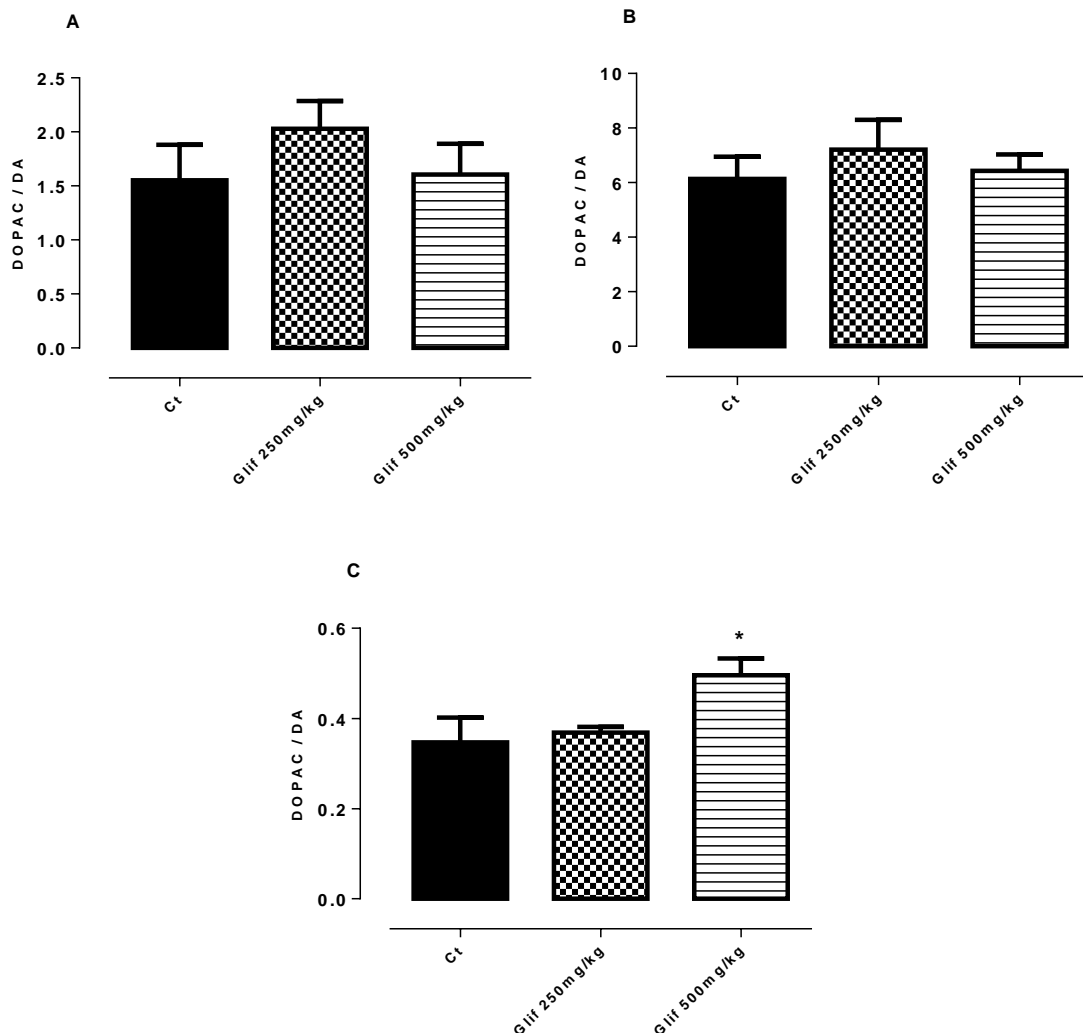 A
DOPAC / DA
2.5
2.0
1.5
1.0
0.5
0.0
Ct
Glif 250mg/kg
Glif 500mg/kg
B
DOPAC / DA
10
8
6
4
2
0
Ct
Glif 250mg/kg
Glif 500mg/kg
C
DOPAC / DA
0.6
0.4
0.2
0.0
*
Ct
Glif 250mg/kg
Glif 500mg/kg